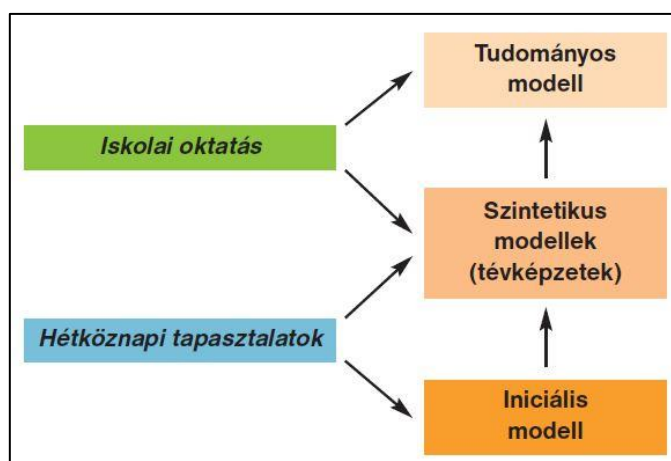 Tudományos
modell
Iskolai oktatás
Szintetikus
modellek
(tévképzetek)
Hétköznapi tapasztalatok
Iniciális
modell